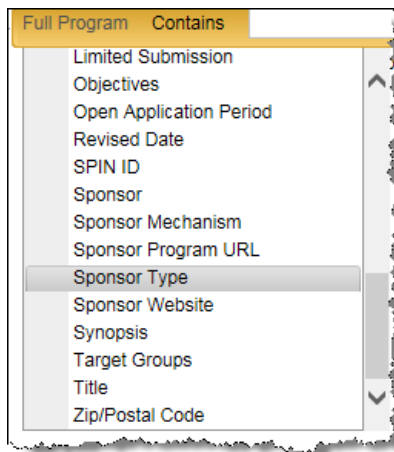 Full Program Contains
Limited Submission
Objectives
Open Application Period
Revised Date
SPIN ID
Sponsor
Sponsor Mechanism
Sponsor Program URL
Sponsor Type
Sponsor Website
Synopsis
Target Groups
Title
Zip/Postal Code